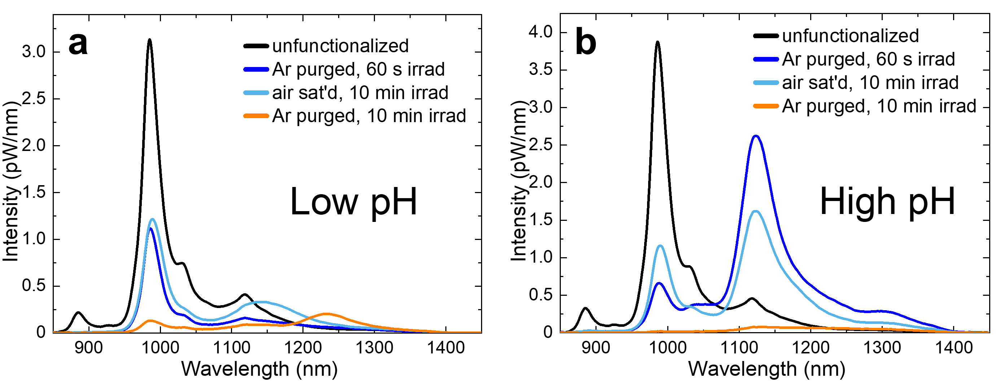 a
unfunctionalized
Ar purged, 60 s irrad
air sat'd, 10 min irrad
Ar purged, 10 min irrad
Low pH
Intensity (pW/nm)
3.0
2.5
2.0
1.5
1.0
0.5
0
900 1000 1100 1200 1300 1400
Wavelength (nm)
b
unfunctionalized
Ar purged, 60 s irrad
air sat'd, 10 min irrad
Ar purged, 10 min irrad
High pH
Intensity (pW/nm)
4.0
3.5
3.0
2.5
2.0
1.5
1.0
0.5
0
900 1000 1100 1200 1300 1400
Wavelength (nm)